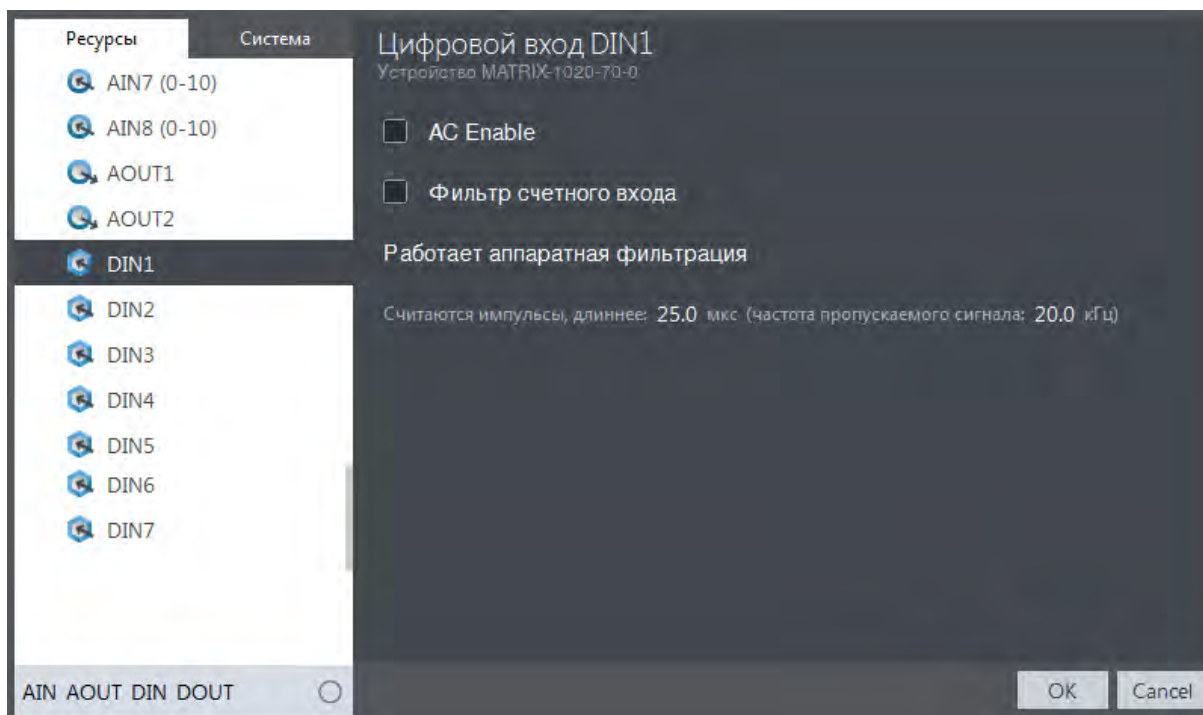 Ресурсы
Система
AIN7 (0-10)
AIN8 (0-10)
AOUT1
AOUT2
DIN1
DIN2
DIN3
DIN4
DIN5
DIN6
DIN7
AIN AOUT DIN DOUT
Цифровой вход DIN1
Устройство MATRIX-1020-70-0
AC Enable
Фильтр счетного входа
Работает аппаратная фильтрация
Считаются импульсы, длиннее: 25.0 мкс (частота пропускаемого сигнала: 20.0 кГц)
OK
Cancel